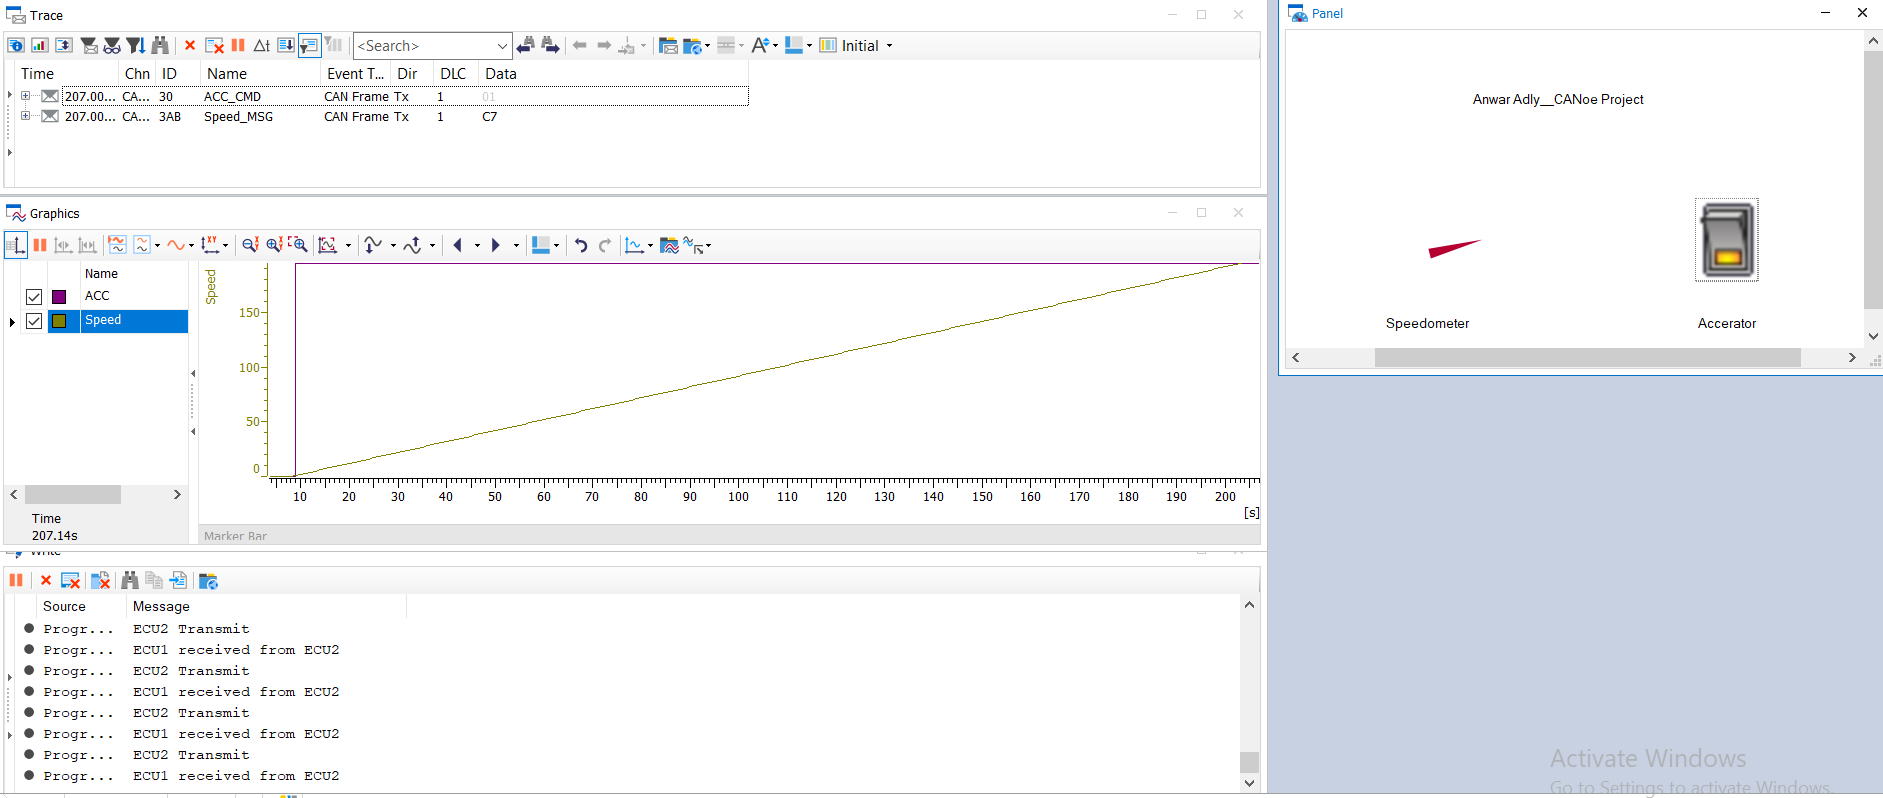 Trace
<Search>
Initial
Time Chn ID Name Event T... Dir DLC Data
207.00... CA... 30 ACC_CMD CAN Frame Tx 1 01
207.00... CA... 3AB Speed_MSG CAN Frame Tx 1 C7
Graphics
Name
ACC
Speed
Time
207.14s
Speed
150
100
50
0
10 20 30 40 50 60 70 80 90 100 110 120 130 140 150 160 170 180 190 200
[s]
Marker Bar
Write
Source Message
Progr... ECU2 Transmit
Progr... ECU1 received from ECU2
Progr... ECU2 Transmit
Progr... ECU1 received from ECU2
Progr... ECU2 Transmit
Progr... ECU1 received from ECU2
Progr... ECU2 Transmit
Progr... ECU1 received from ECU2
Panel
Anwar Adly__CANoe Project
Speedometer
Accerator
Activate Windows
Go to Settings to activate Windows.